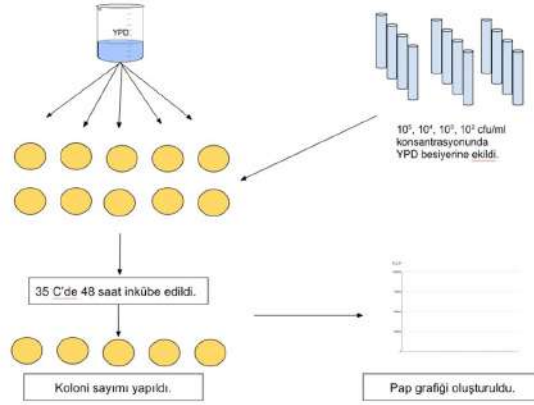 YPD
10⁵, 10⁴, 10³, 10² cfu/ml
konsantrasyonunda
YPD besiyerine ekildi.
35 C'de 48 saat inkübe edildi.
Koloni sayımı yapıldı.
Pap grafiği oluşturuldu.